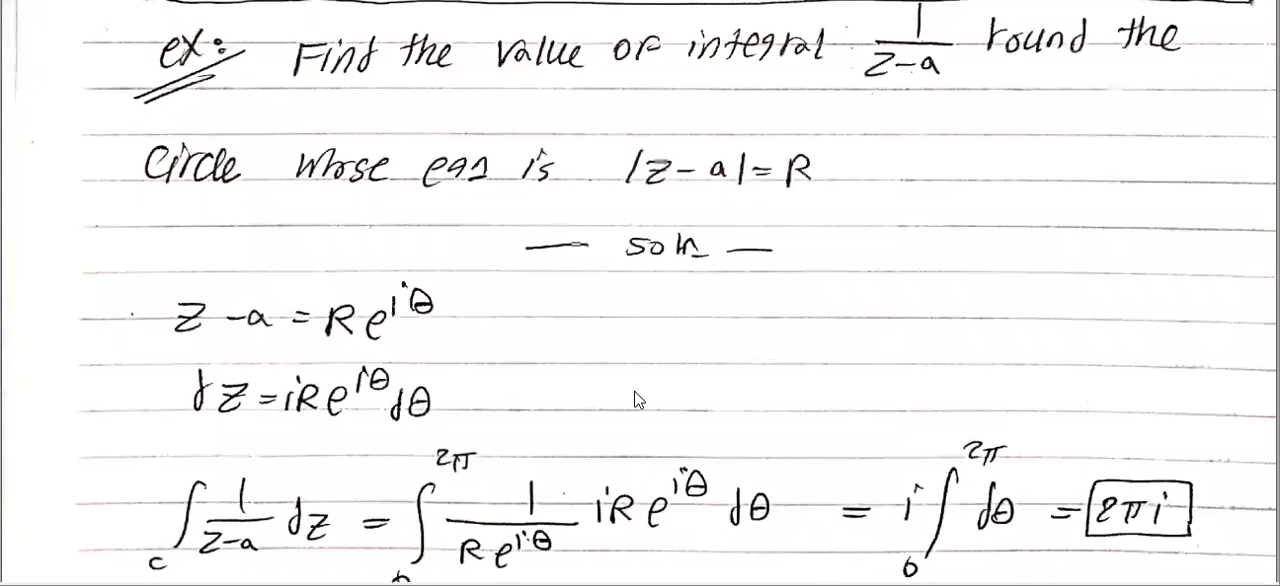 ex: Find the value of integral 1/(z-a) round the
Circle whose eqn is |z-a|=R
— soln —
z-a = Re^{iθ}
dz = iRe^{iθ}dθ
∫_c 1/(z-a) dz = ∫_0^{2π} 1/(Re^{iθ}) iRe^{iθ} dθ = i∫_0^{2π} dθ = 2πi